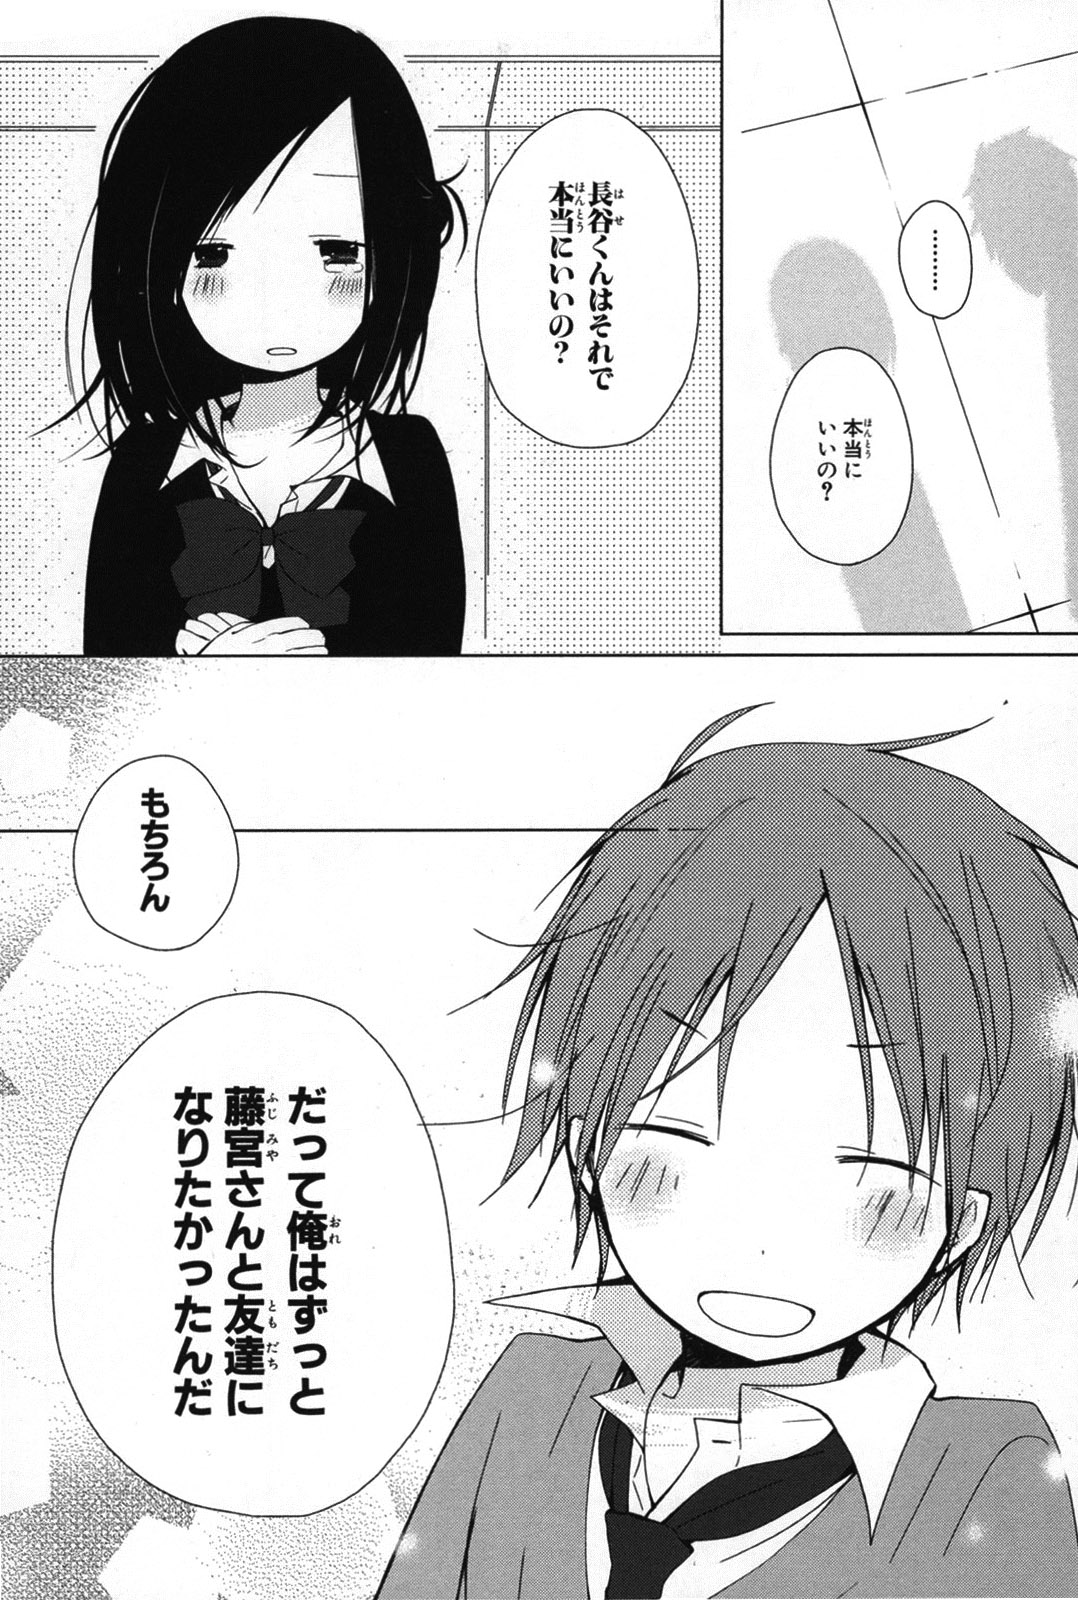 ………
本当に
いいの？
長谷くんはそれで
本当にいいの？
もちろん
だって俺はずっと
藤宮さんと友達に
なりたかったんだ